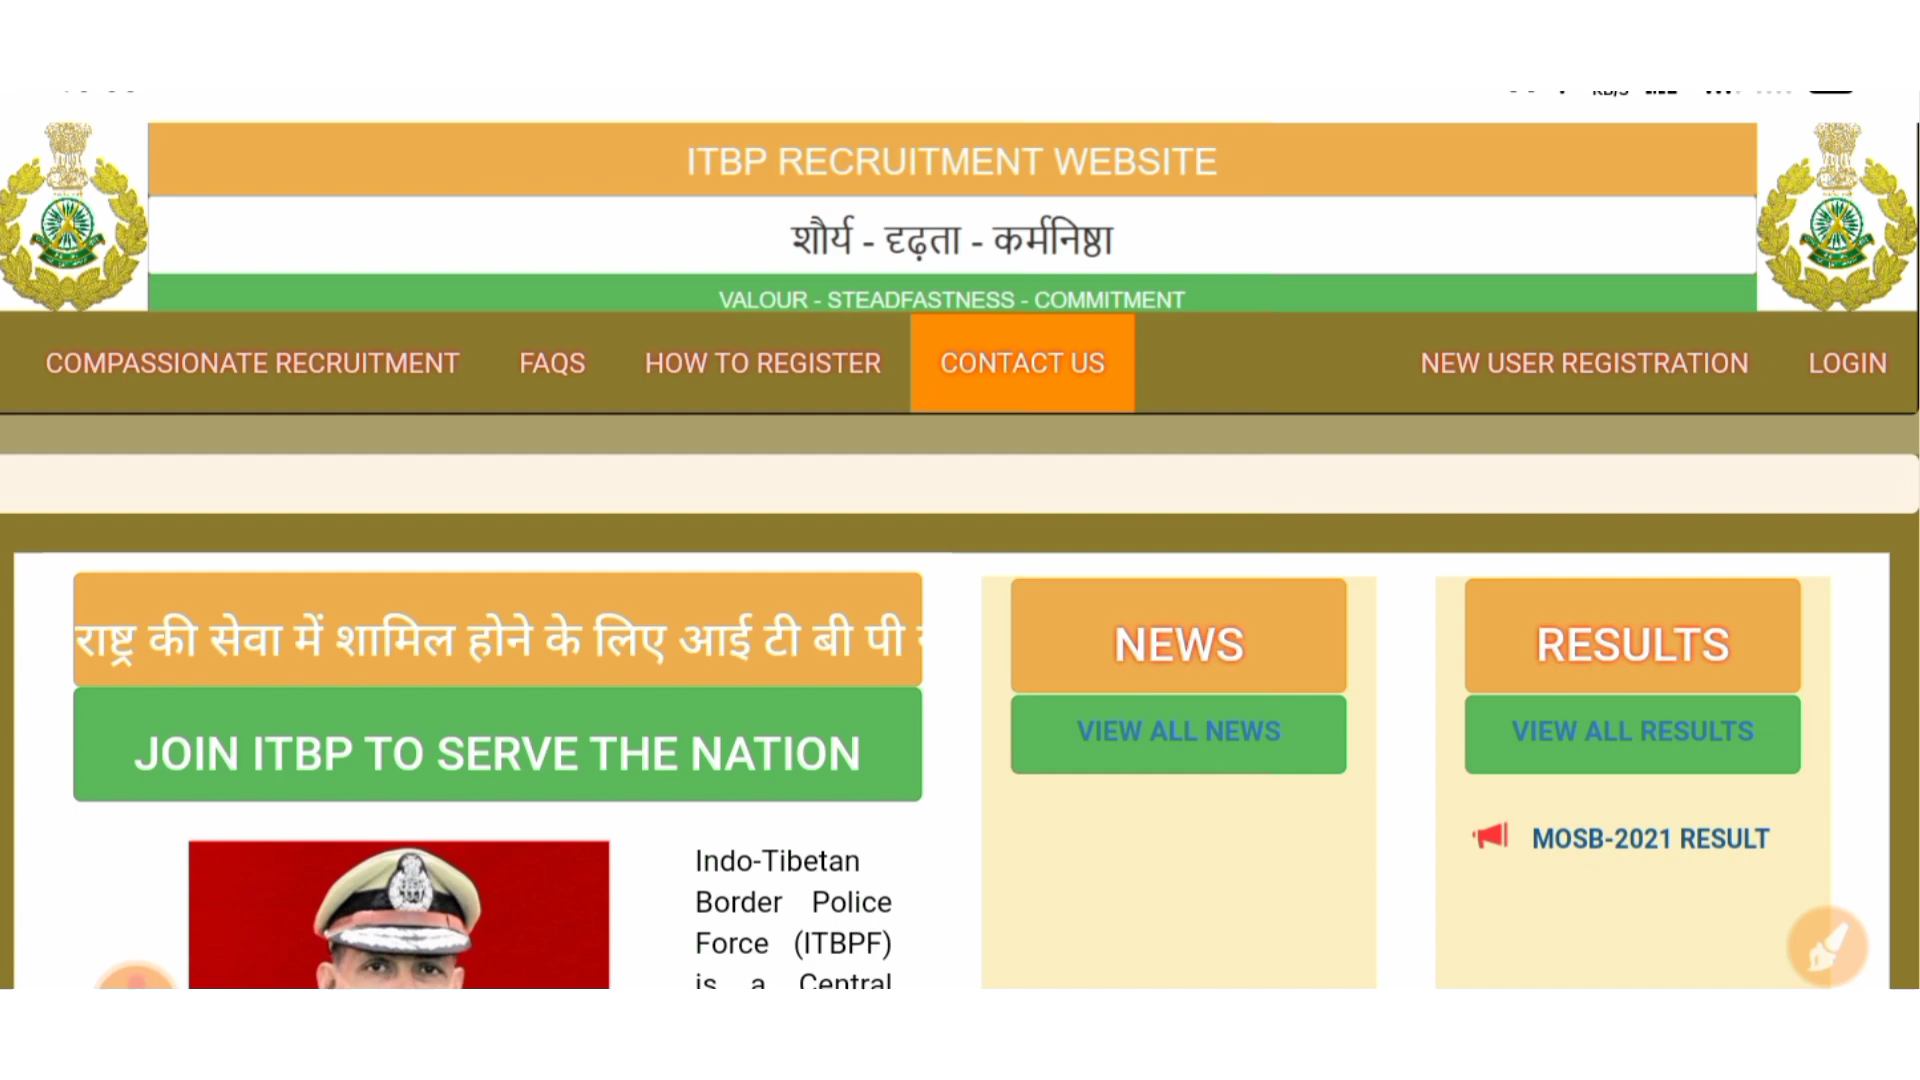 ITBP RECRUITMENT WEBSITE
शौर्य - दृढ़ता - कर्मनिष्ठा
VALOUR - STEADFASTNESS - COMMITMENT
COMPASSIONATE RECRUITMENT FAQS HOW TO REGISTER CONTACT US NEW USER REGISTRATION LOGIN
राष्ट्र की सेवा में शामिल होने के लिए आई टी बी पी
JOIN ITBP TO SERVE THE NATION
Indo-Tibetan
Border Police
Force (ITBPF)
is a Central
NEWS
VIEW ALL NEWS
RESULTS
VIEW ALL RESULTS
MOSB-2021 RESULT